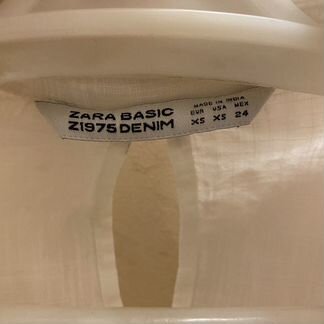 ZARA BASIC
Z1975 DENIM
MADE IN INDIA
EUR USA MEX
XS XS 24